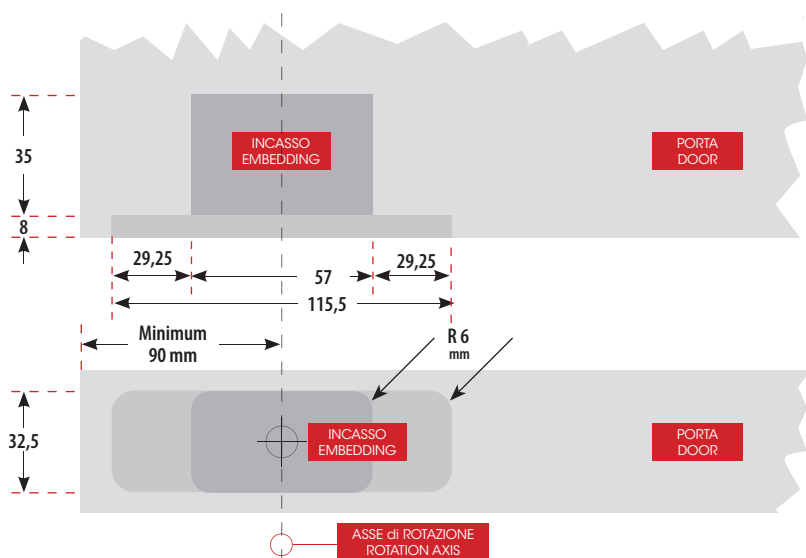 INCASSO
EMBEDDING
PORTA
DOOR
35
8
29,25
57
29,25
115,5
Minimum
90 mm
R 6
mm
32,5
INCASSO
EMBEDDING
PORTA
DOOR
ASSE di ROTAZIONE
ROTATION AXIS